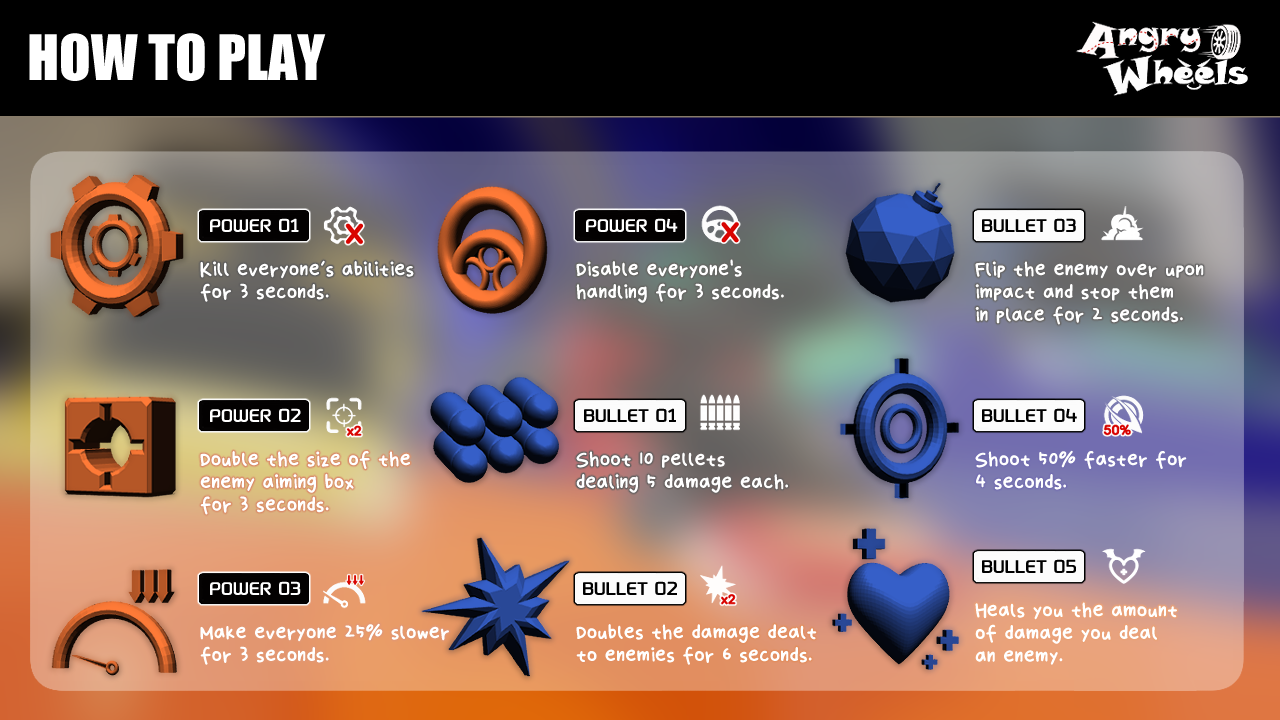 HOW TO PLAY
Angry
Wheels
POWER 01
Kill everyone's abilities
for 3 seconds.
POWER 02
x2
Double the size of the
enemy aiming box
for 3 seconds.
POWER 03
Make everyone 25% slower
for 3 seconds.
POWER 04
Disable everyone's
handling for 3 seconds.
BULLET 01
Shoot 10 pellets
dealing 5 damage each.
BULLET 02
x2
Doubles the damage dealt
to enemies for 6 seconds.
BULLET 03
Flip the enemy over upon
impact and stop them
in place for 2 seconds.
BULLET 04
50%
Shoot 50% faster for
4 seconds.
BULLET 05
Heals you the amount
of damage you deal
an enemy.